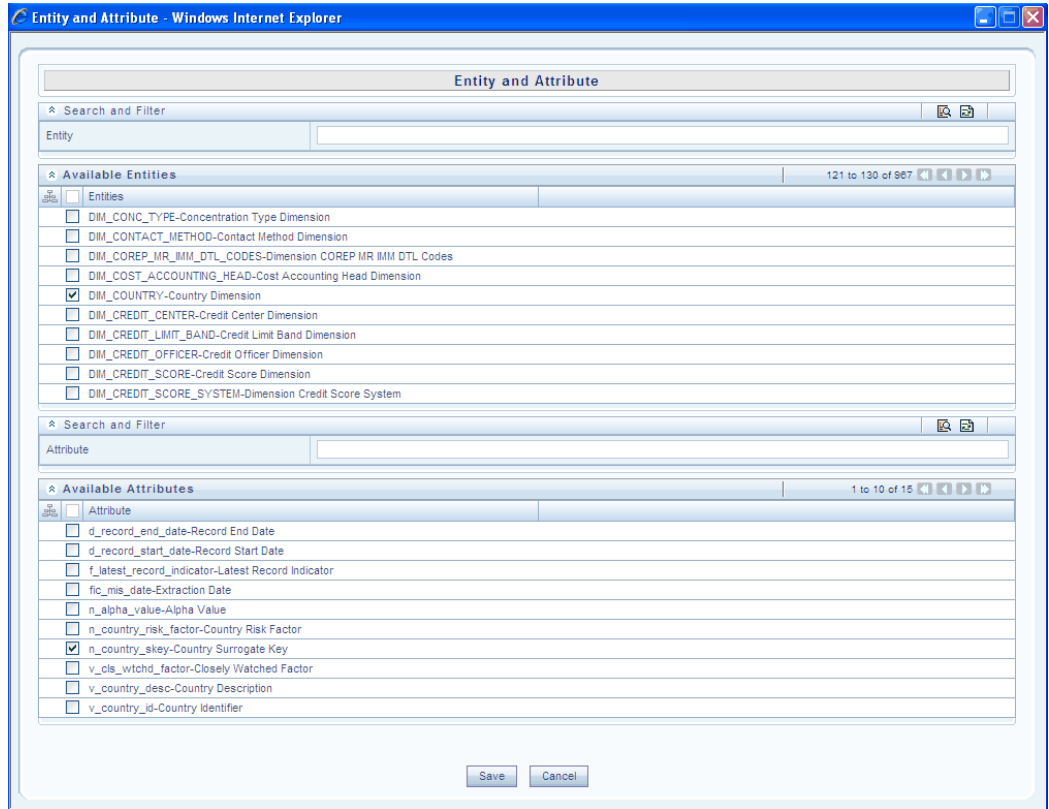 Entity and Attribute - Windows Internet Explorer
Entity and Attribute
Search and Filter
Entity
Available Entities 121 to 130 of 967
Entities
DIM_CONC_TYPE-Concentration Type Dimension
DIM_CONTACT_METHOD-Contact Method Dimension
DIM_COREP_MR_IMM_DTL_CODES-Dimension COREP MR IMM DTL Codes
DIM_COST_ACCOUNTING_HEAD-Cost Accounting Head Dimension
DIM_COUNTRY-Country Dimension
DIM_CREDIT_CENTER-Credit Center Dimension
DIM_CREDIT_LIMIT_BAND-Credit Limit Band Dimension
DIM_CREDIT_OFFICER-Credit Officer Dimension
DIM_CREDIT_SCORE-Credit Score Dimension
DIM_CREDIT_SCORE_SYSTEM-Dimension Credit Score System
Search and Filter
Attribute
Available Attributes 1 to 10 of 15
Attribute
d_record_end_date-Record End Date
d_record_start_date-Record Start Date
f_latest_record_indicator-Latest Record Indicator
fic_mis_date-Extraction Date
n_alpha_value-Alpha Value
n_country_risk_factor-Country Risk Factor
n_country_skey-Country Surrogate Key
v_cls_wtchd_factor-Closely Watched Factor
v_country_desc-Country Description
v_country_id-Country Identifier
Save Cancel